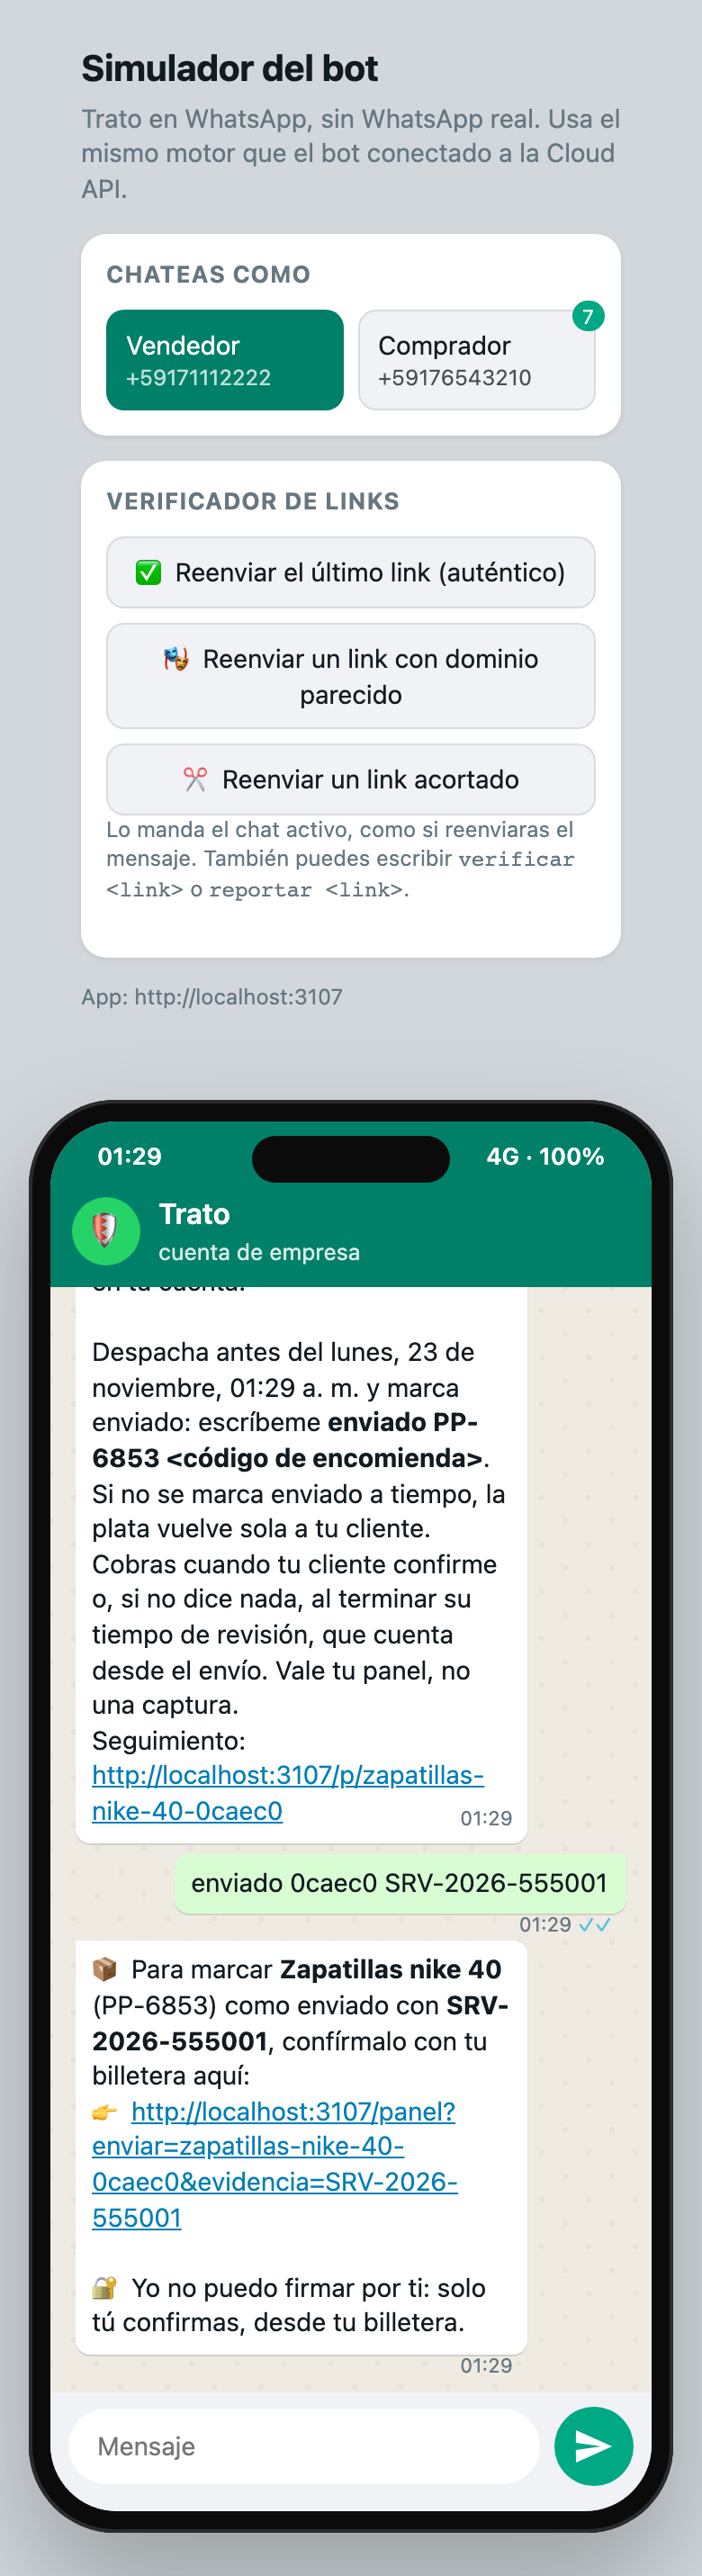 Simulador del bot
Trato en WhatsApp, sin WhatsApp real. Usa el
mismo motor que el bot conectado a la Cloud
API.
CHATEAS COMO
Vendedor
+59171112222
7
Comprador
+59176543210
VERIFICADOR DE LINKS
✅ Reenviar el último link (auténtico)
🎭 Reenviar un link con dominio
parecido
✂️ Reenviar un link acortado
Lo manda el chat activo, como si reenviaras el
mensaje. También puedes escribir verificar
<link> o reportar <link>.
App: http://localhost:3107
01:29
4G · 100%
Trato
cuenta de empresa
en tu cuenta.
Despacha antes del lunes, 23 de
noviembre, 01:29 a. m. y marca
enviado: escríbeme enviado PP-
6853 <código de encomienda>.
Si no se marca enviado a tiempo, la
plata vuelve sola a tu cliente.
Cobras cuando tu cliente confirme
o, si no dice nada, al terminar su
tiempo de revisión, que cuenta
desde el envío. Vale tu panel, no
una captura.
Seguimiento:
http://localhost:3107/p/zapatillas-
nike-40-0caec0
01:29
enviado 0caec0 SRV-2026-555001
01:29 ✓✓
📦 Para marcar Zapatillas nike 40
(PP-6853) como enviado con SRV-
2026-555001, confírmalo con tu
billetera aquí:
👉 http://localhost:3107/panel?
enviar=zapatillas-nike-40-
0caec0&evidencia=SRV-2026-
555001
🔐 Yo no puedo firmar por ti: solo
tú confirmas, desde tu billetera.
01:29
Mensaje